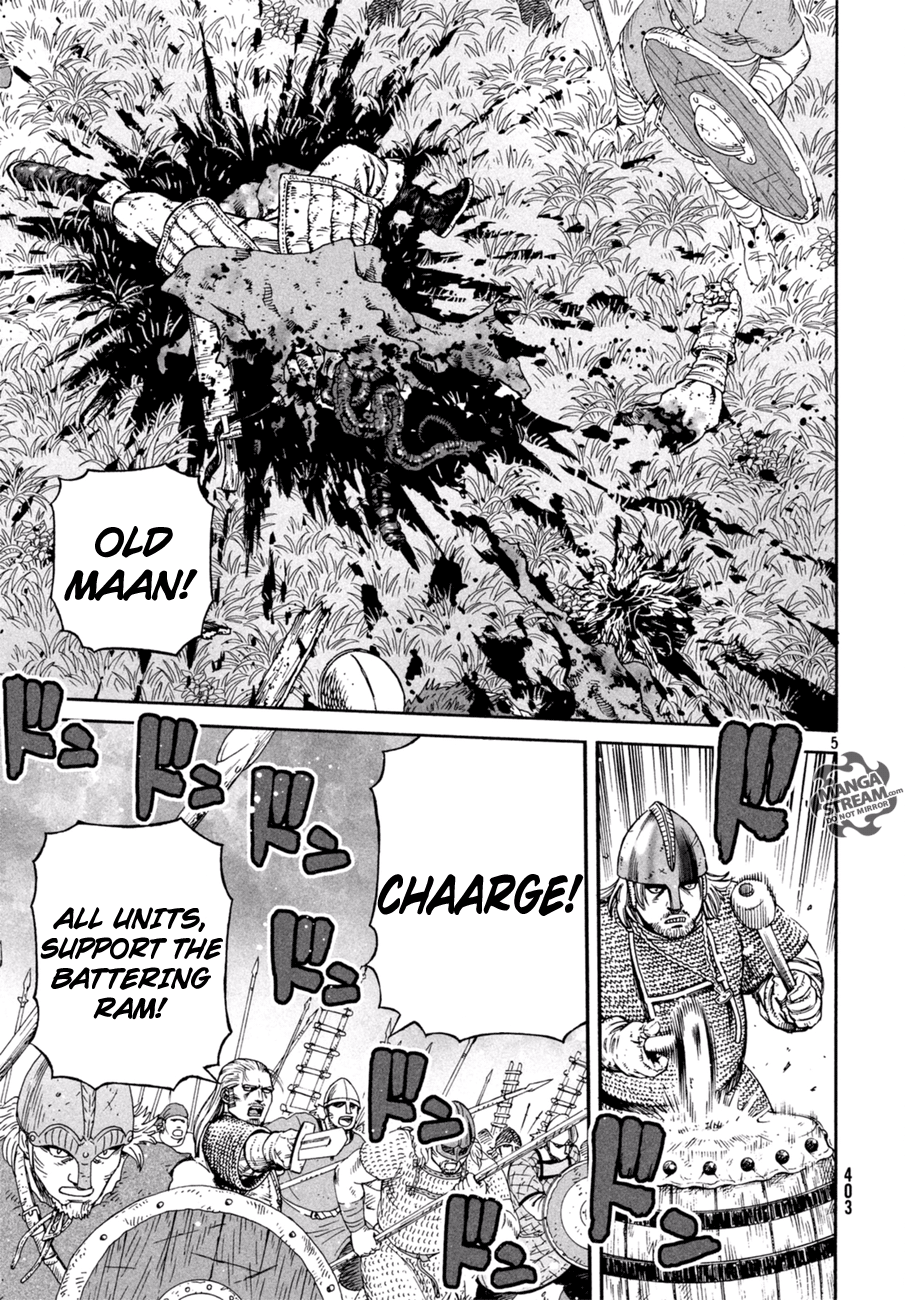 OLD
MAAN!
5
MANGA
STREAM.com
DO NOT MIRROR
ドン
CHAARGE!
ALL UNITS,
SUPPORT THE
BATTERING
RAM!
ドン
ドン
ドン
ドン
ドン
ドン
ドン
403